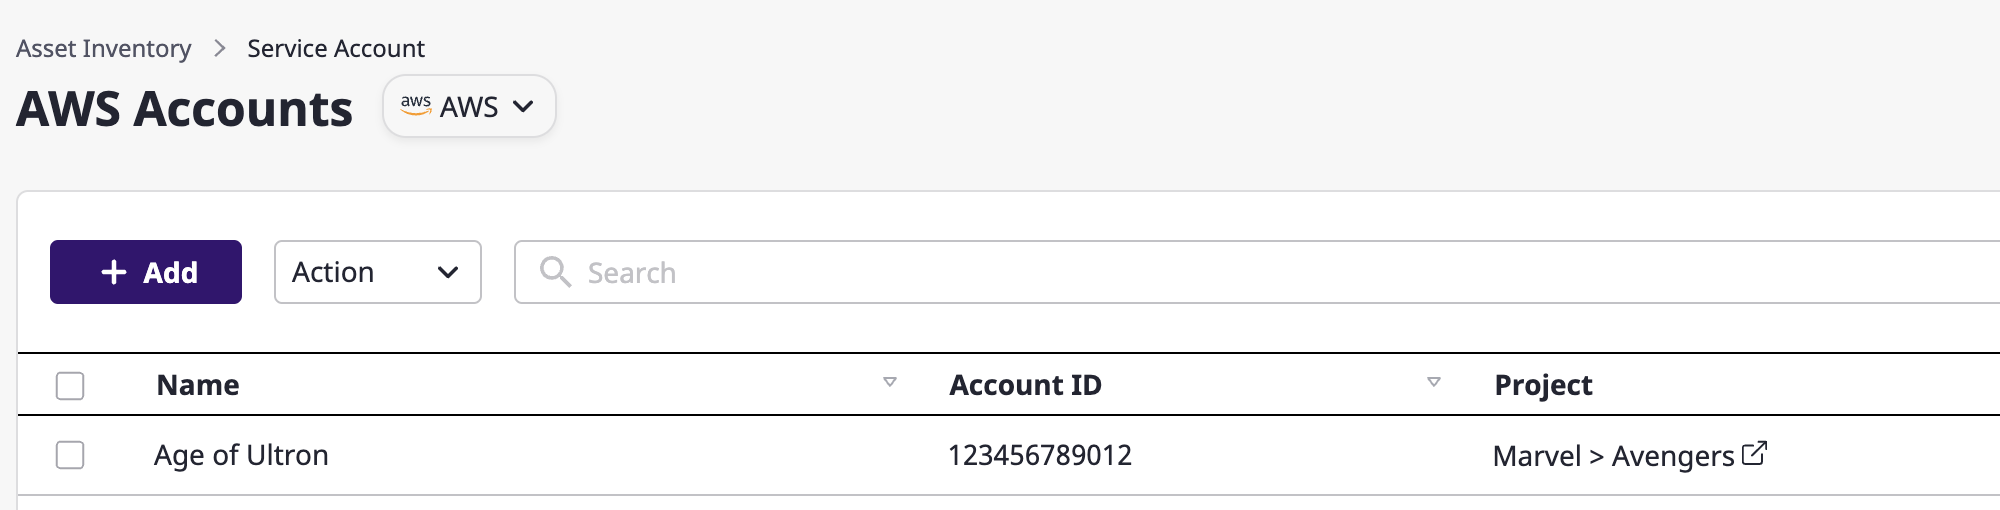 Asset Inventory > Service Account
AWS Accounts aws AWS
+ Add Action Search
Name Account ID Project
Age of Ultron 123456789012 Marvel > Avengers